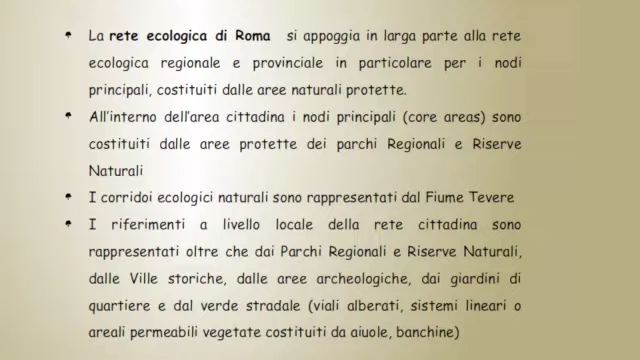 La rete ecologica di Roma si appoggia in larga parte alla rete
ecologica regionale e provinciale in particolare per i nodi
principali, costituiti dalle aree naturali protette.
All'interno dell'area cittadina i nodi principali (core areas) sono
costituiti dalle aree protette dei parchi Regionali e Riserve
Naturali
I corridoi ecologici naturali sono rappresentati dal Fiume Tevere
I riferimenti a livello locale della rete cittadina sono
rappresentati oltre che dai Parchi Regionali e Riserve Naturali,
dalle Ville storiche, dalle aree archeologiche, dai giardini di
quartiere e dal verde stradale (viali alberati, sistemi lineari o
areali permeabili vegetate costituiti da aiuole, banchine)